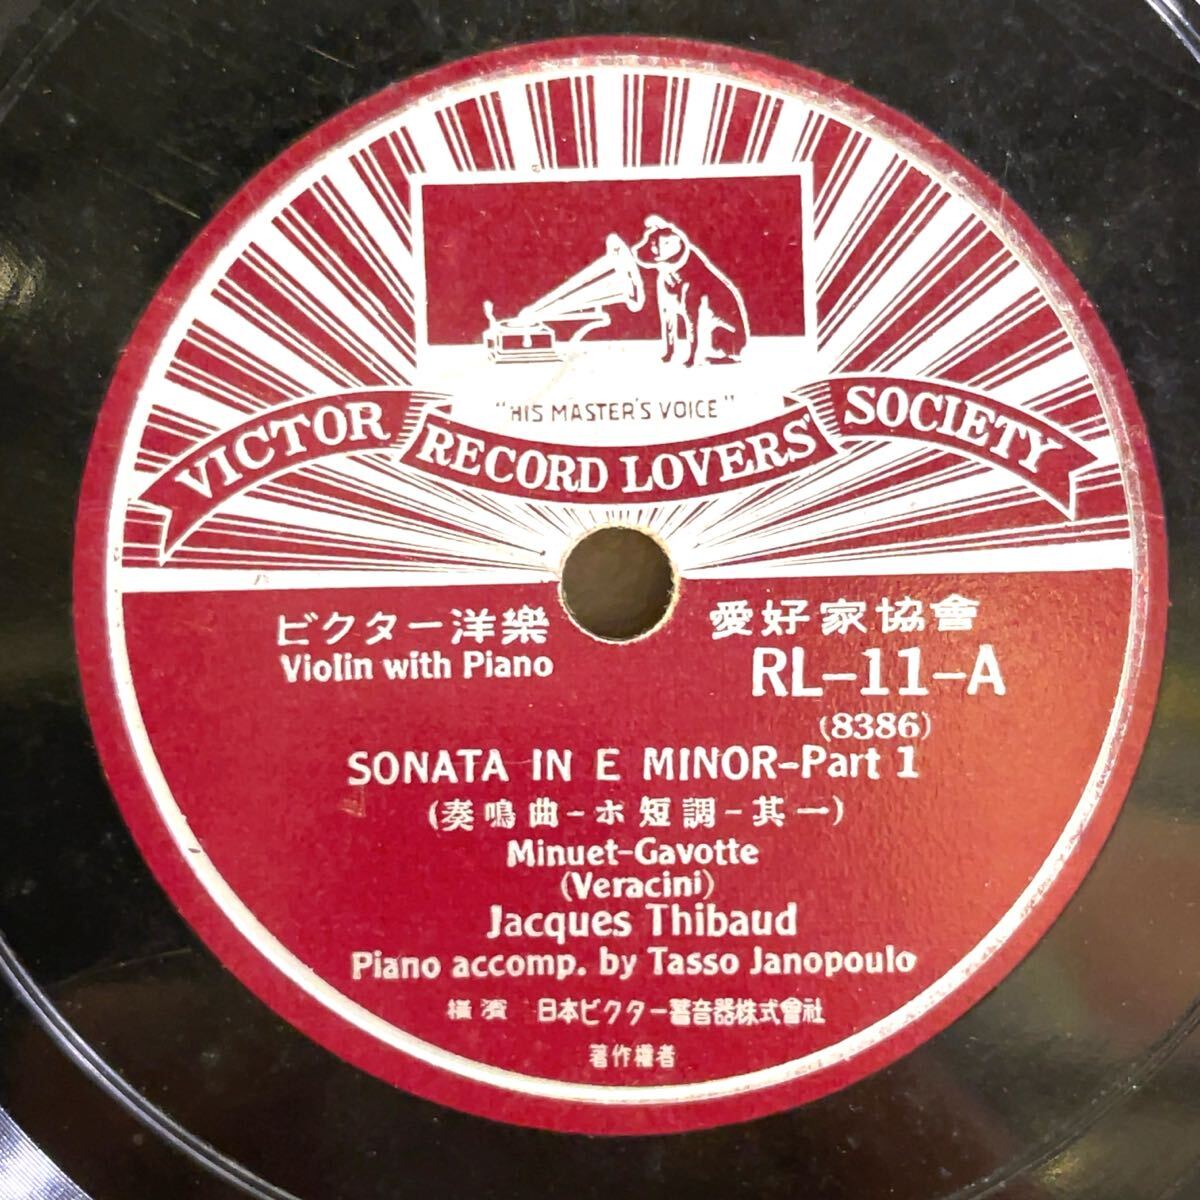 "HIS MASTER'S VOICE"
VICTOR RECORD LOVERS' SOCIETY
ビクター洋樂 愛好家協會
Violin with Piano
RL-11-A
(8386)
SONATA IN E MINOR-Part 1
(奏鳴曲-ホ短調-其一)
Minuet-Gavotte
(Veracini)
Jacques Thibaud
Piano accomp. by Tasso Janopoulo
横濱 日本ビクター蓄音器株式會社
著作權者